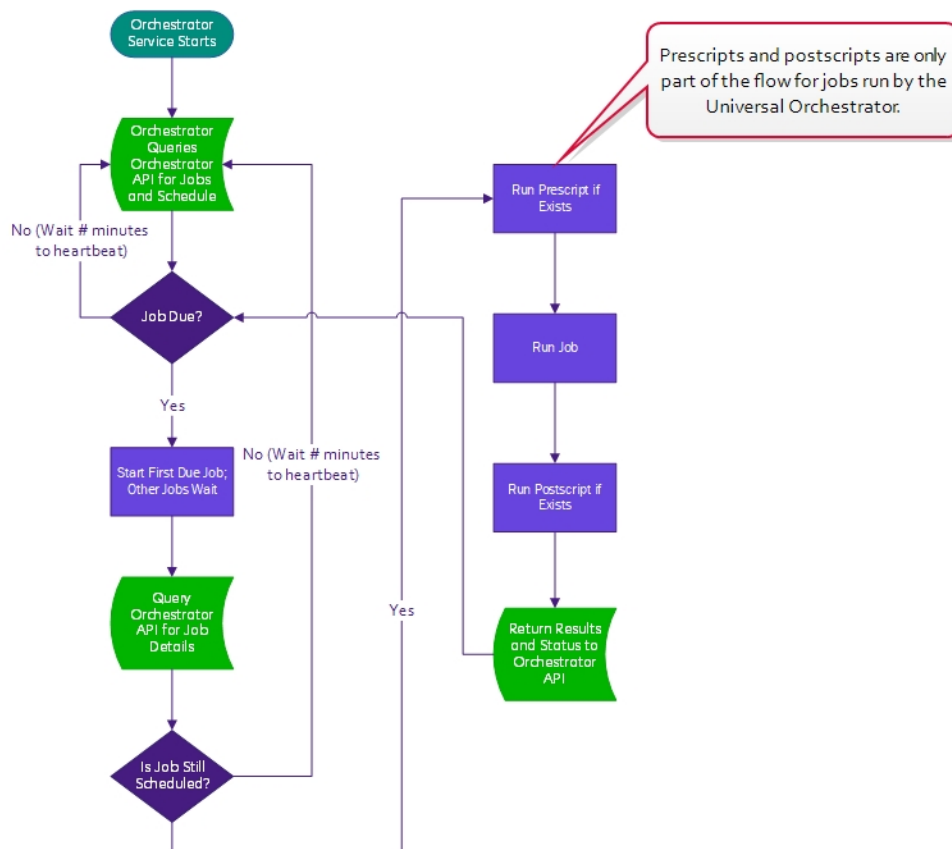 Orchestrator
Service Starts
Prescripts and postscripts are only
part of the flow for jobs run by the
Universal Orchestrator.
Orchestrator
Queries
Orchestrator
API for Jobs
and Schedule
No (Wait # minutes
to heartbeat)
Job Due?
Yes
Start First Due Job;
Other Jobs Wait
No (Wait # minutes
to heartbeat)
Query
Orchestrator
API for Job
Details
Is Job Still
Scheduled?
Yes
Run Prescript if
Exists
Run Job
Run Postscript if
Exists
Return Results
and Status to
Orchestrator
API